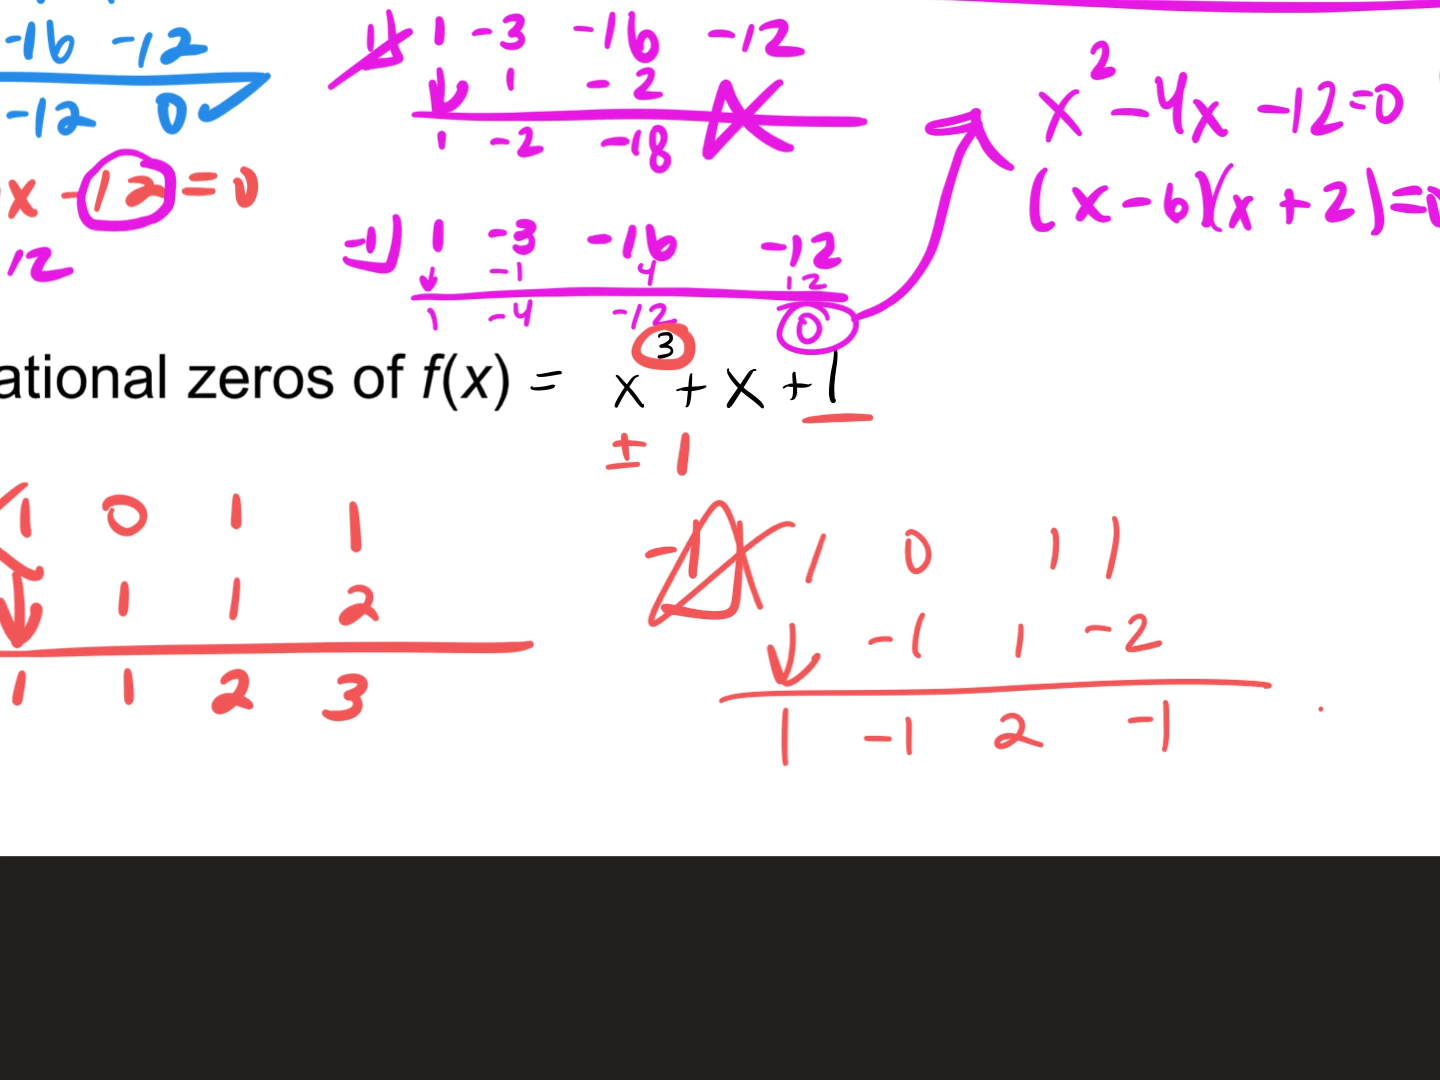 -16 -12
-12 0 ✓
x -12 = 0
12
1 1 -3 -16 -12
↓ 1 -2
1 -2 -18
-1 1 -3 -16 -12
↓ -1 4 12
1 -4 -12 0
x² - 4x - 12 = 0
(x - 6)(x + 2) = 0
ational zeros of f(x) = x³ + x + 1
± 1
1 0 1 1
↓ 1 1 2
1 1 2 3
-1 1 0 1 1
↓ -1 1 -2
1 -1 2 -1